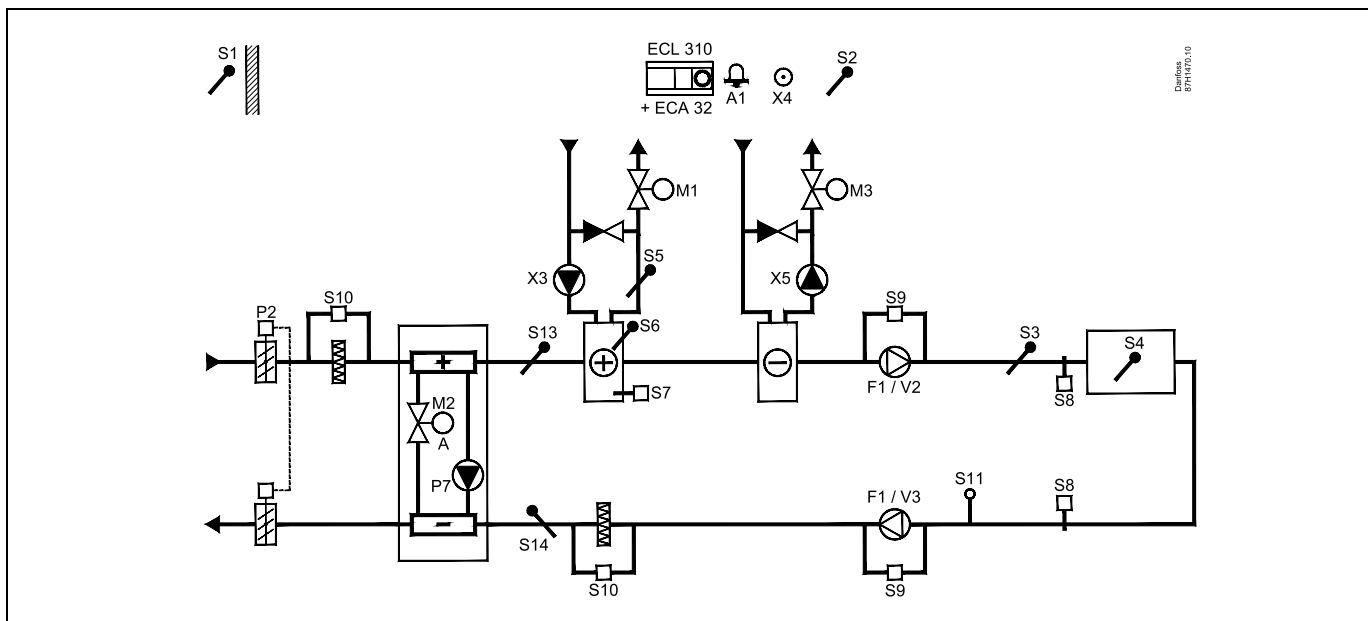 S1
ECL 310
+ ECA 32
A1
X4
S2
Danfoss
87H1470.10
M1
M3
S5
X3
X5
P2
S10
S13
S6
S9
S3
S4
S7
F1 / V2
S8
M2
A
P7
F1 / V3
S11
S8
S14
S10
S9